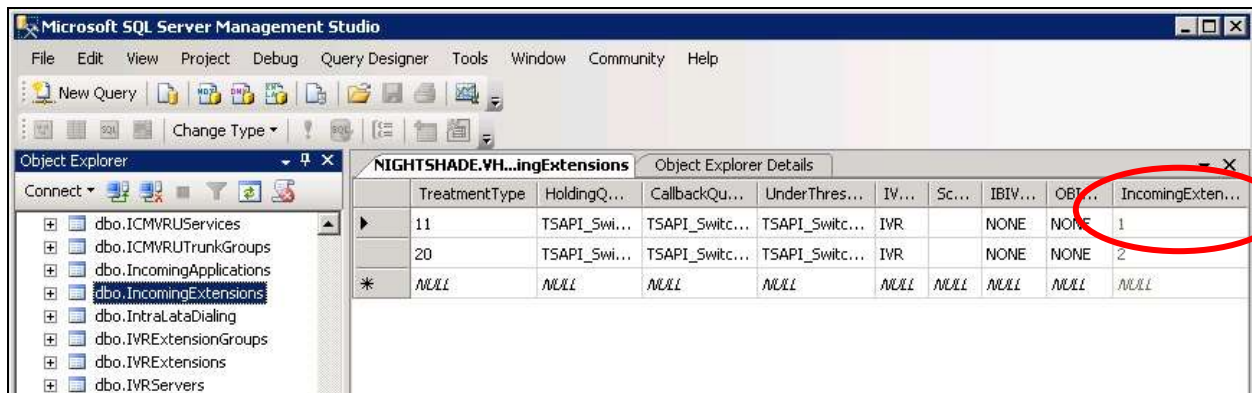 Microsoft SQL Server Management Studio
File Edit View Project Debug Query Designer Tools Window Community Help
New Query
Change Type
Object Explorer
NIGHTSHADE.VH...ingExtensions Object Explorer Details
Connect
TreatmentType HoldingQ... CallbackQu... UnderThres... IV... Sc... IBIV... OBI... IncomingExten...
dbo.ICMVRUServices
11 TSAPI_Swi... TSAPI_Switc... TSAPI_Switc... IVR NONE NONE 1
dbo.ICMVRUTrunkGroups
20 TSAPI_Swi... TSAPI_Switc... TSAPI_Switc... IVR NONE NONE 2
dbo.IncomingApplications
NULL NULL NULL NULL NULL NULL NULL NULL NULL
dbo.IncomingExtensions
dbo.IntraLataDialing
dbo.IVRExtensionGroups
dbo.IVRExtensions
dbo.IVRServers